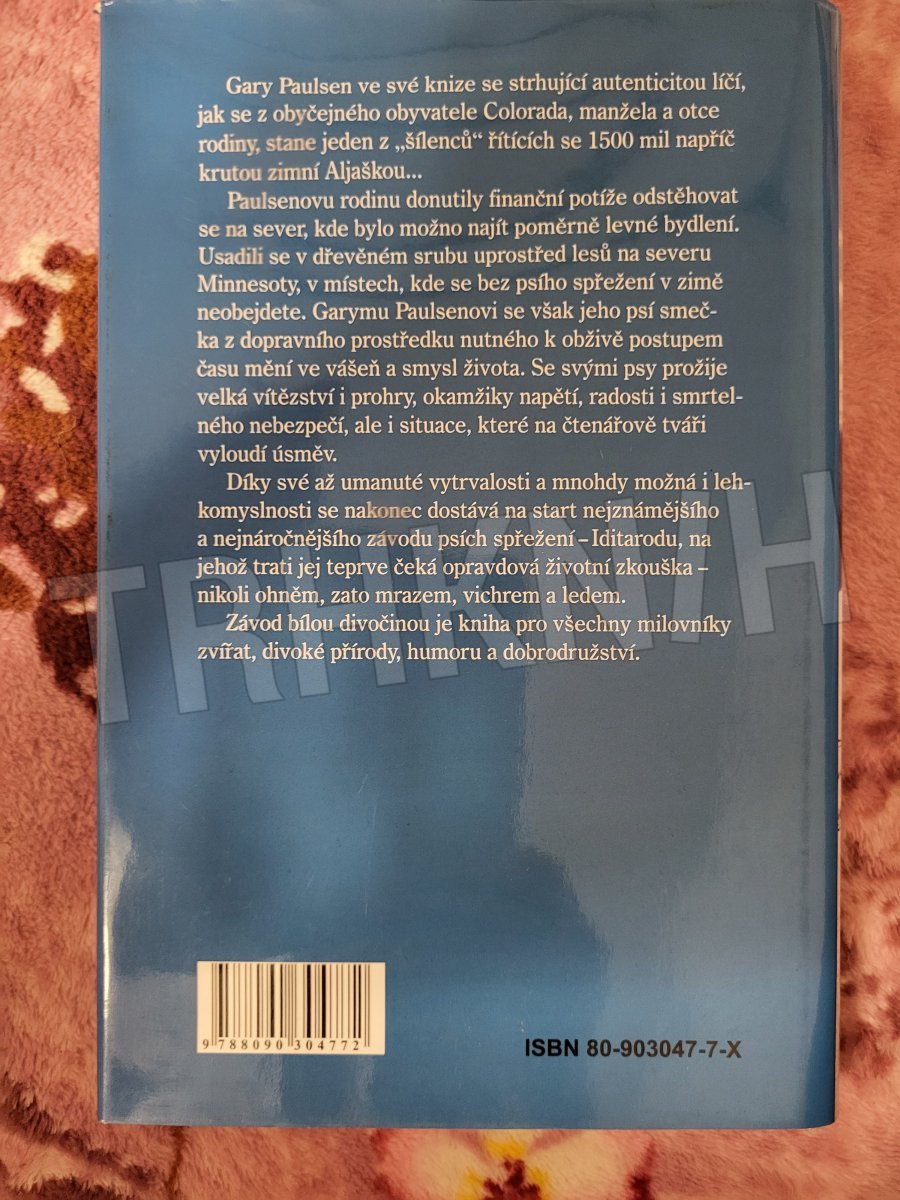 Gary Paulsen ve své knize se strhující autenticitou líčí,
jak se z obyčejného obyvatele Colorada, manžela a otce
rodiny, stane jeden z „šílenců“ řítících se 1500 mil napříč
krutou zimní Aljaškou...
Paulsenovu rodinu donutily finanční potíže odstěhovat
se na sever, kde bylo možno najít poměrně levné bydlení.
Usadili se v dřevěném srubu uprostřed lesů na severu
Minnesoty, v místech, kde se bez psího spřežení v zimě
neobejdete. Garymu Paulsenovi se však jeho psí smeč-
ka z dopravního prostředku nutného k obživě postupem
času mění ve vášeň a smysl života. Se svými psy prožije
velká vítězství i prohry, okamžiky napětí, radosti i smrtel-
ného nebezpečí, ale i situace, které na čtenářově tváři
vyloudí úsměv.
Díky své až umanuté vytrvalosti a mnohdy možná i leh-
komyslnosti se nakonec dostává na start nejznámějšího
a nejnáročnějšího závodu psích spřežení – Iditarodu, na
jehož trati jej teprve čeká opravdová životní zkouška –
nikoli ohněm, zato mrazem, vichrem a ledem.
Závod bílou divočinou je kniha pro všechny milovníky
zvířat, divoké přírody, humoru a dobrodružství.
TRHKNIH
9 788090 304772
ISBN 80-903047-7-X